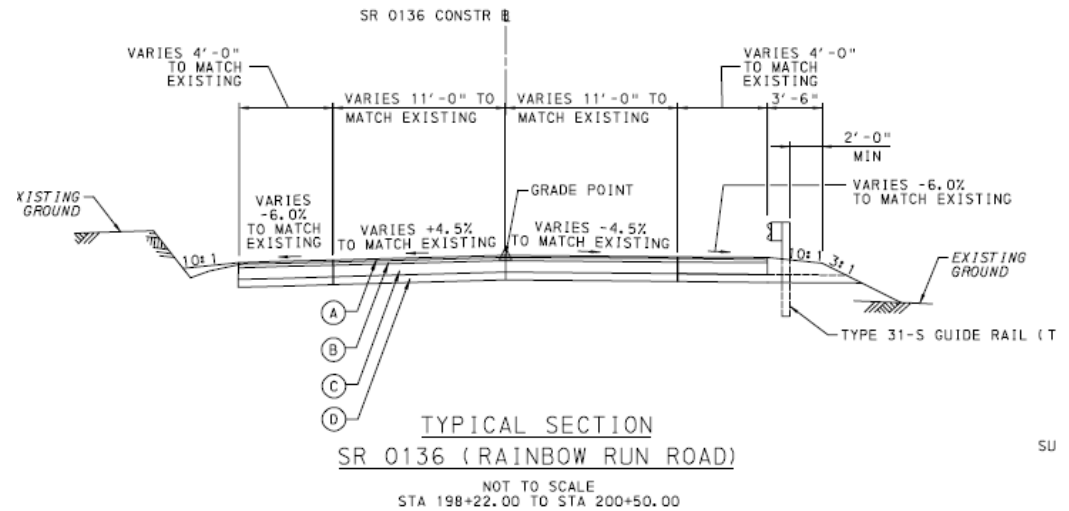 SR 0136 CONSTR BL
VARIES 4'-0"
TO MATCH
EXISTING
VARIES 11'-0" TO
MATCH EXISTING
VARIES 11'-0" TO
MATCH EXISTING
VARIES 4'-0"
TO MATCH
EXISTING
3'-6"
2'-0"
MIN
XISTING
GROUND
VARIES
-6.0%
TO MATCH
EXISTING
VARIES +4.5%
TO MATCH EXISTING
GRADE POINT
VARIES -4.5%
TO MATCH EXISTING
VARIES -6.0%
TO MATCH EXISTING
10:1
10:1
3:1
EXISTING
GROUND
A
B
C
D
TYPE 31-S GUIDE RAIL (T
TYPICAL SECTION
SR 0136 (RAINBOW RUN ROAD)
NOT TO SCALE
STA 198+22.00 TO STA 200+50.00
SU